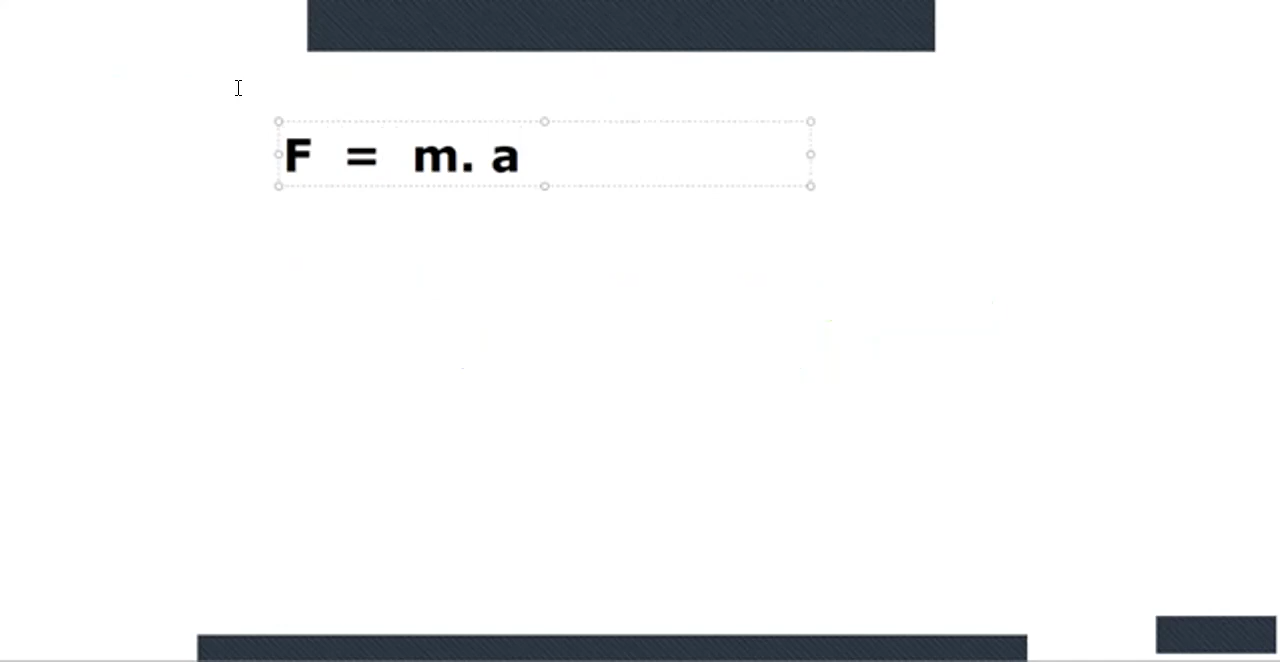 F = m. a